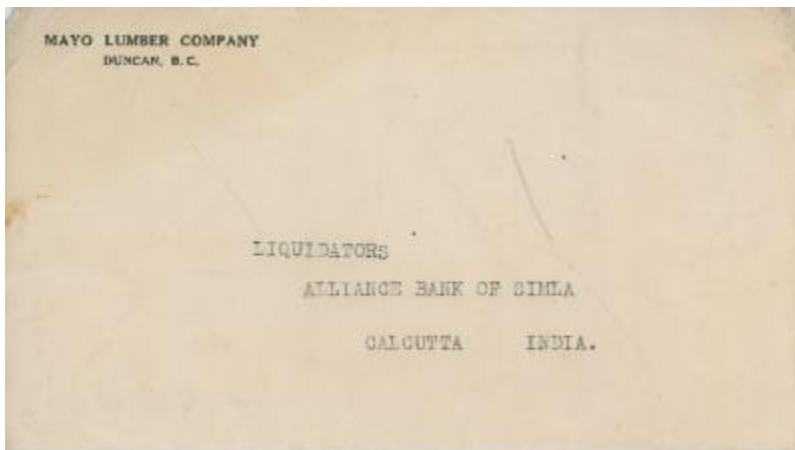 MAYO LUMBER COMPANY
DUNCAN, B.C.
LIQUIDATORS
ALLIANCE BANK OF SIMLA
CALCUTTA INDIA.